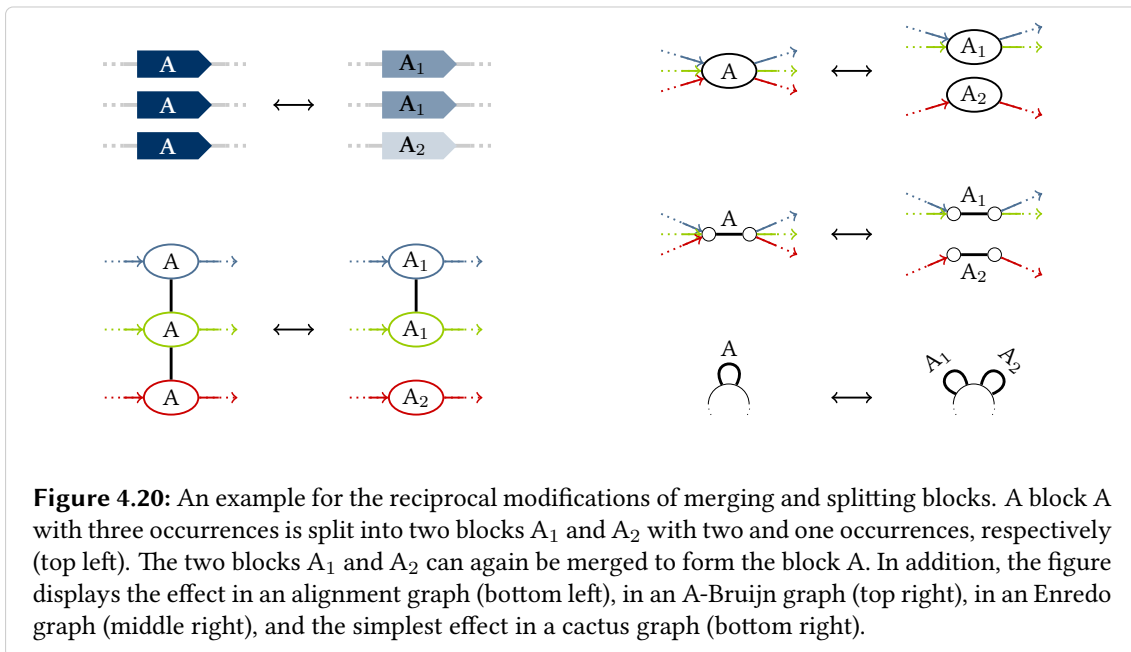 A A₁
A A₁
A A₂
A A₁
A A₁
A A₂
A A₁
A₂
A A₁
A₂
A A₁ A₂
Figure 4.20: An example for the reciprocal modifications of merging and splitting blocks. A block A
with three occurrences is split into two blocks A₁ and A₂ with two and one occurrences, respectively
(top left). The two blocks A₁ and A₂ can again be merged to form the block A. In addition, the figure
displays the effect in an alignment graph (bottom left), in an A-Bruijn graph (top right), in an Enredo
graph (middle right), and the simplest effect in a cactus graph (bottom right).